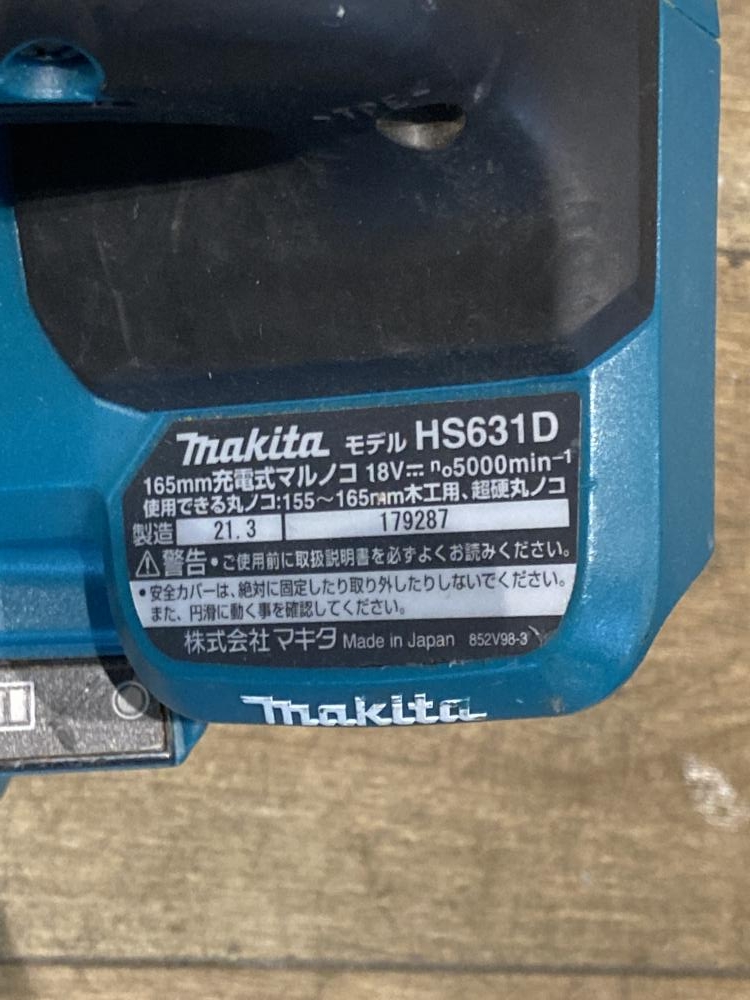 makita モデル HS631D
165mm充電式マルノコ 18V⎓ n₀5000min⁻¹
使用できる丸ノコ:155～165mm木工用、超硬丸ノコ
製造 21.3 179287
⚠警告•ご使用前に取扱説明書を必ずよくお読みください。
•安全カバーは、絶対に固定したり取り外したりしないでください。
また、円滑に動く事を確認してください。
株式会社 マキタ Made in Japan 852V98-3
makita